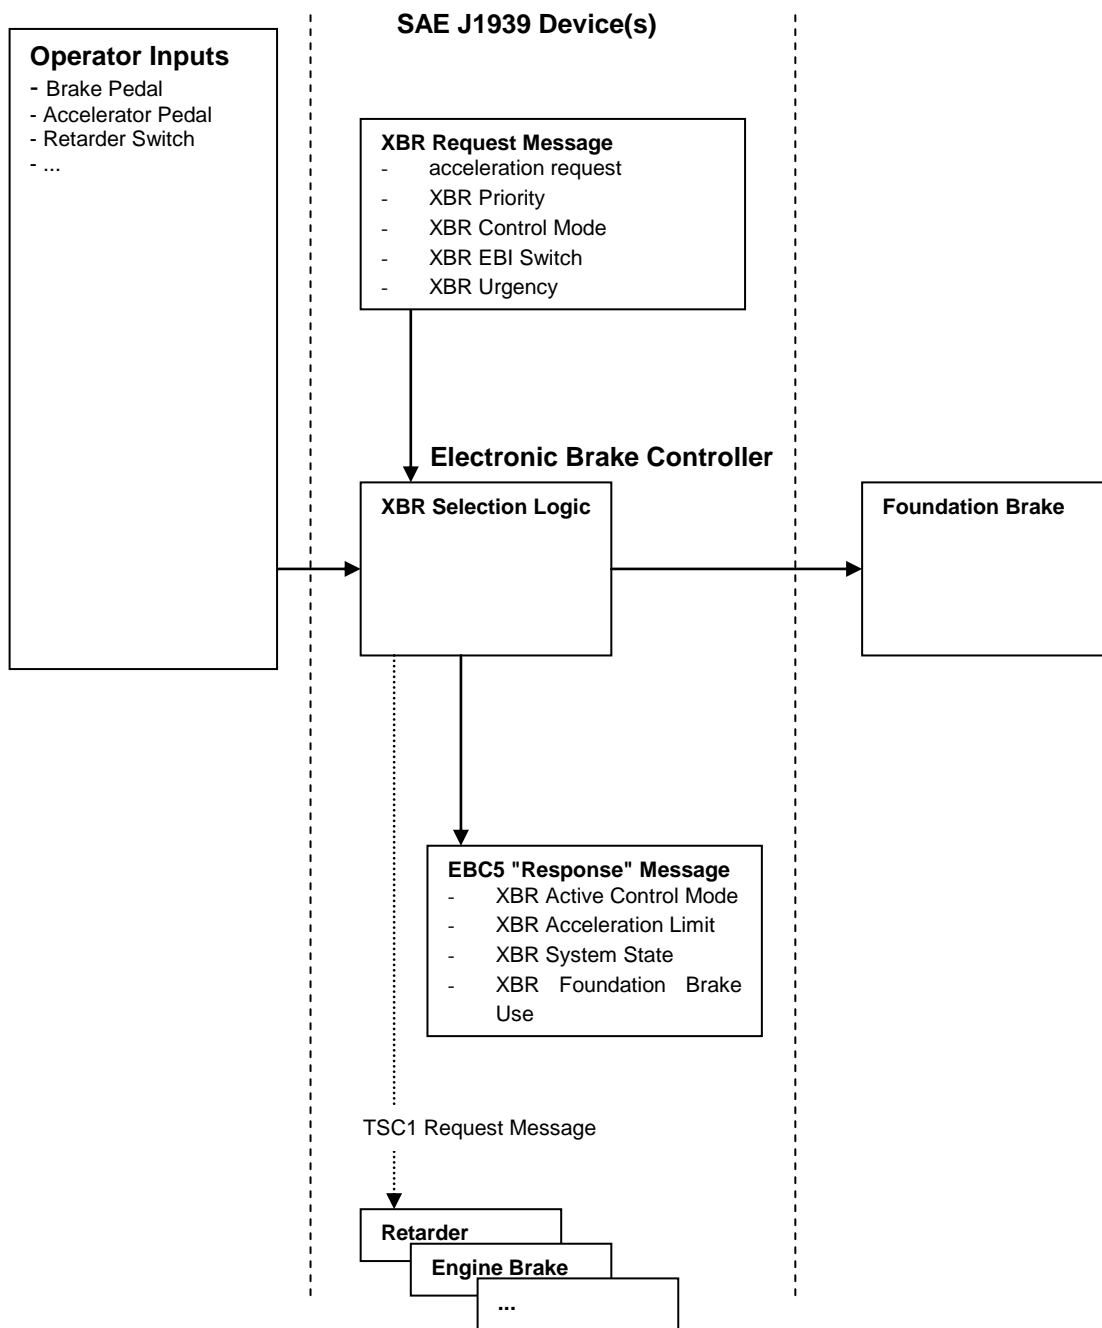 SAE J1939 Device(s)
Operator Inputs
- Brake Pedal
- Accelerator Pedal
- Retarder Switch
- ...
XBR Request Message
- acceleration request
- XBR Priority
- XBR Control Mode
- XBR EBI Switch
- XBR Urgency
Electronic Brake Controller
XBR Selection Logic
Foundation Brake
EBC5 "Response" Message
- XBR Active Control Mode
- XBR Acceleration Limit
- XBR System State
- XBR Foundation Brake
Use
TSC1 Request Message
Retarder
Engine Brake
...